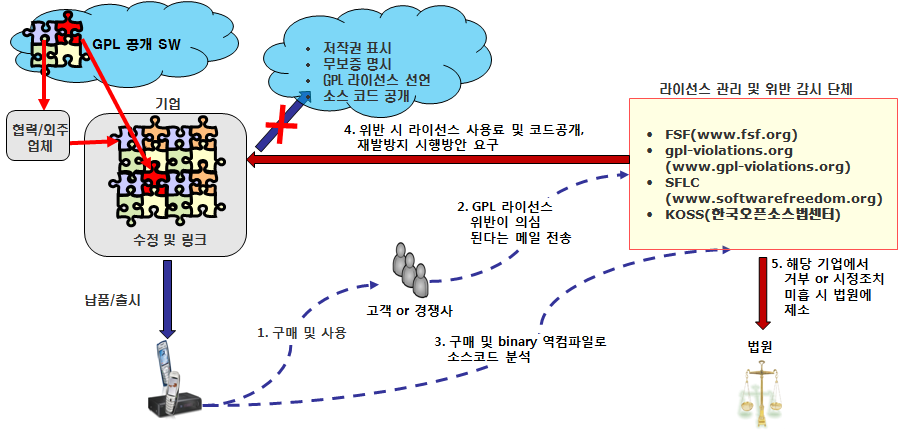 GPL 공개 SW
• 저작권 표시
• 무보증 명시
• GPL 라이선스 선언
• 소스 코드 공개
기업
협력/외주
업체
수정 및 링크
4. 위반 시 라이선스 사용료 및 코드공개,
재발방지 시행방안 요구
라이선스 관리 및 위반 감시 단체
• FSF(www.fsf.org)
• gpl-violations.org
(www.gpl-violations.org)
• SFLC
(www.softwarefreedom.org)
• KOSS(한국오픈소스법센터)
2. GPL 라이선스
위반이 의심
된다는 메일 전송
납품/출시
고객 or 경쟁사
1. 구매 및 사용
3. 구매 및 binary 역컴파일로
소스코드 분석
5. 해당 기업에서
거부 or 시정조치
미흡 시 법원에
제소
법원